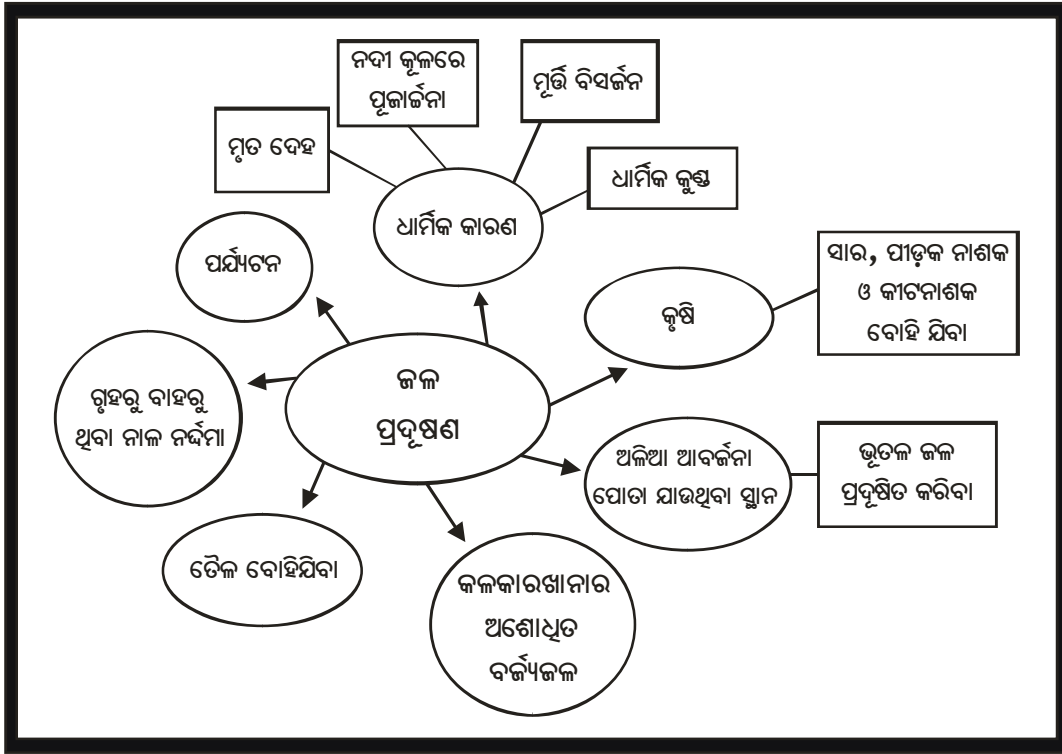 ନଦୀ କୂଳରେ
ପୂଜାର୍ଚ୍ଚନା
ମୂର୍ତ୍ତି ବିସର୍ଜନ
ମୃତ ଦେହ
ଧାର୍ମିକ କୁଣ୍ଡ
ଧାର୍ମିକ କାରଣ
ପର୍ଯ୍ୟଟନ
ସାର, ପୀଡ଼କ ନାଶକ
ଓ କୀଟନାଶକ
ବୋହି ଯିବା
କୃଷି
ଜଳ
ପ୍ରଦୂଷଣ
ଗୃହରୁ ବାହରୁ
ଥିବା ନାଳ ନର୍ଦ୍ଦମା
ଅଳିଆ ଆବର୍ଜନା
ପୋତା ଯାଉଥିବା ସ୍ଥାନ
ଭୂତଳ ଜଳ
ପ୍ରଦୂଷିତ କରିବା
ତୈଳ ବୋହିଯିବା
କଳକାରଖାନାର
ଅଶୋଧିତ
ବର୍ଜ୍ୟଜଳ